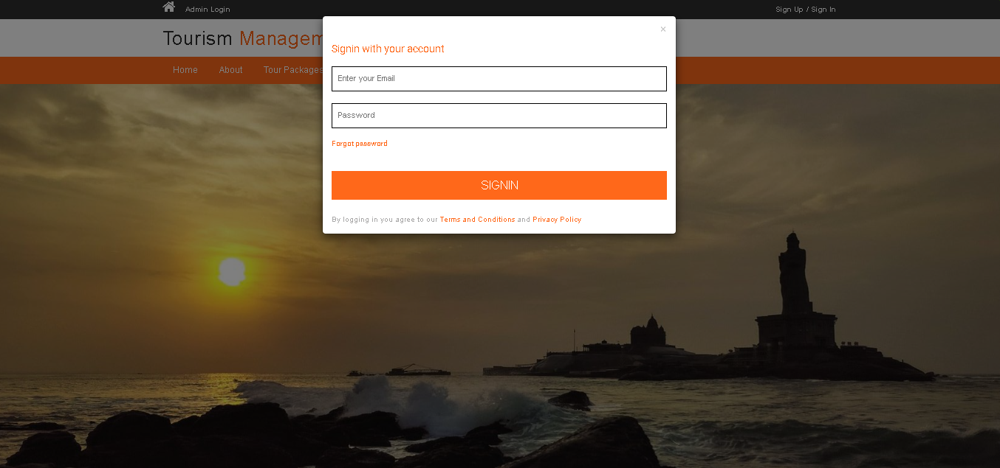 Admin Login
Sign Up / Sign In
×
Tourism Managem
Signin with your account
Home
About
Tour Packages
Enter your Email
Password
Forgot password
SIGNIN
By logging in you agree to our Terms and Conditions and Privacy Policy